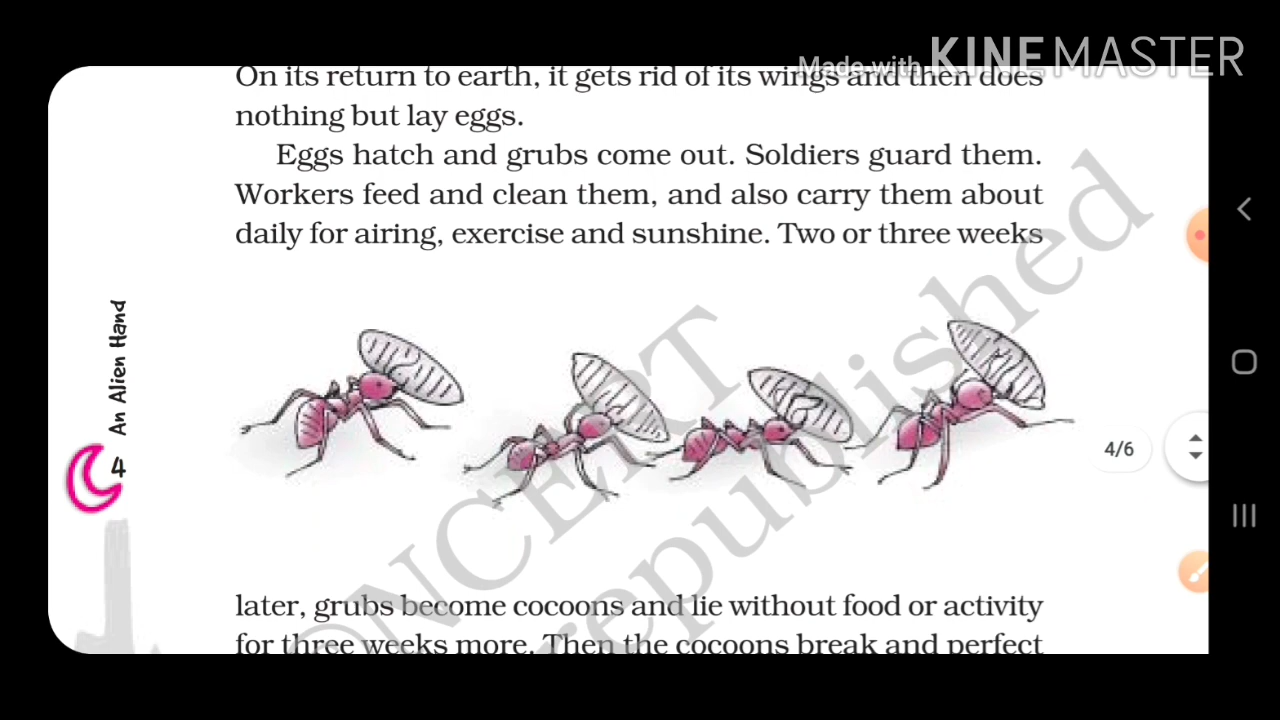 Made with KINEMASTER
On its return to earth, it gets rid of its wings and then does
nothing but lay eggs.
Eggs hatch and grubs come out. Soldiers guard them.
Workers feed and clean them, and also carry them about
daily for airing, exercise and sunshine. Two or three weeks
An Alien Hand
4
4/6
NCERT
republished
later, grubs become cocoons and lie without food or activity
for three weeks more. Then the cocoons break and perfect